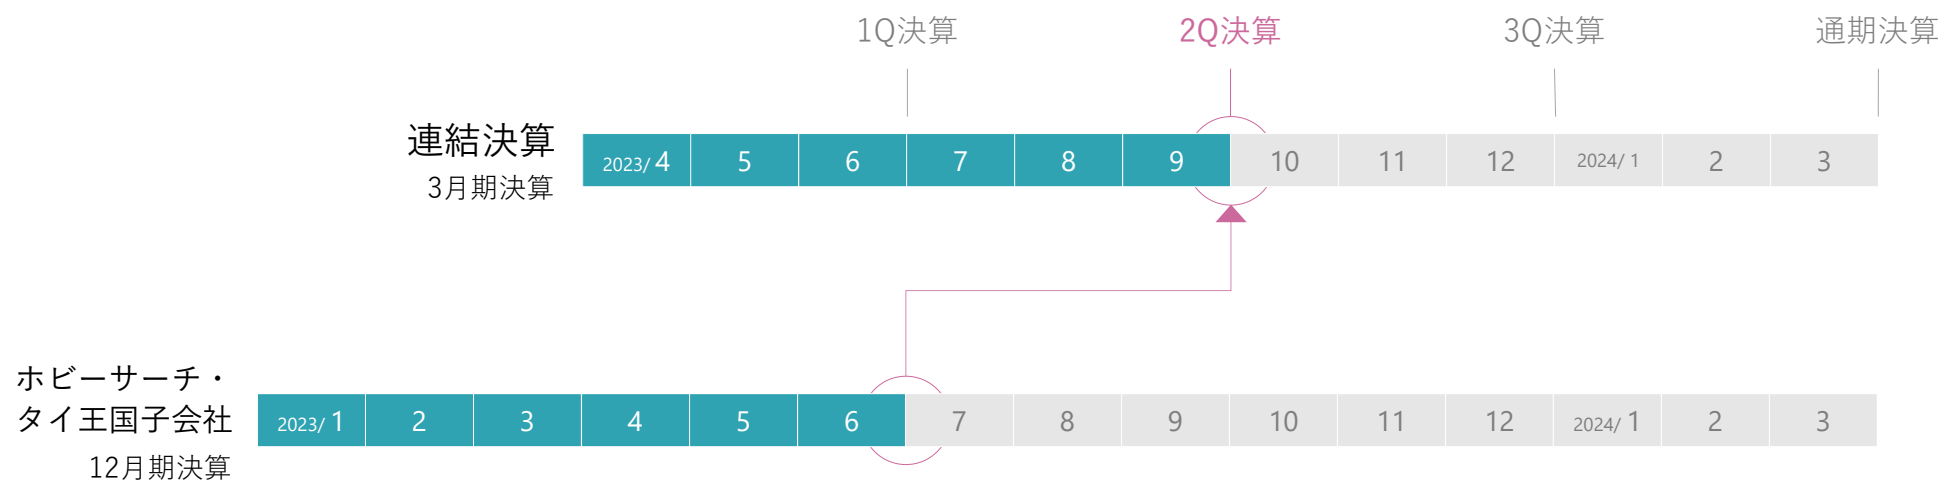 1Q決算 2Q決算 3Q決算 通期決算
連結決算
3月期決算
2023/ 4 5 6 7 8 9 10 11 12 2024/ 1 2 3
ホビーサーチ・
タイ王国子会社
12月期決算
2023/ 1 2 3 4 5 6 7 8 9 10 11 12 2024/ 1 2 3